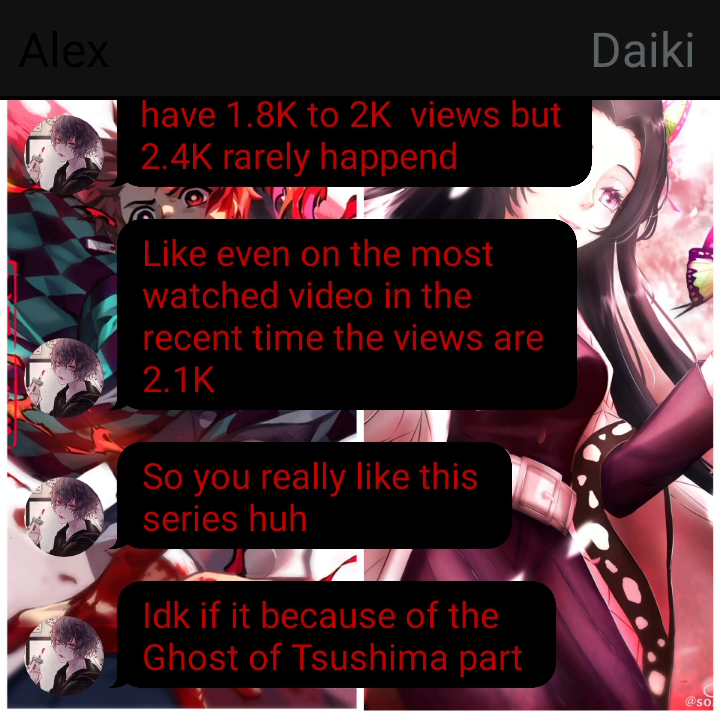 Alex
Daiki
have 1.8K to 2K views but
2.4K rarely happend
Like even on the most
watched video in the
recent time the views are
2.1K
So you really like this
series huh
Idk if it because of the
Ghost of Tsushima part